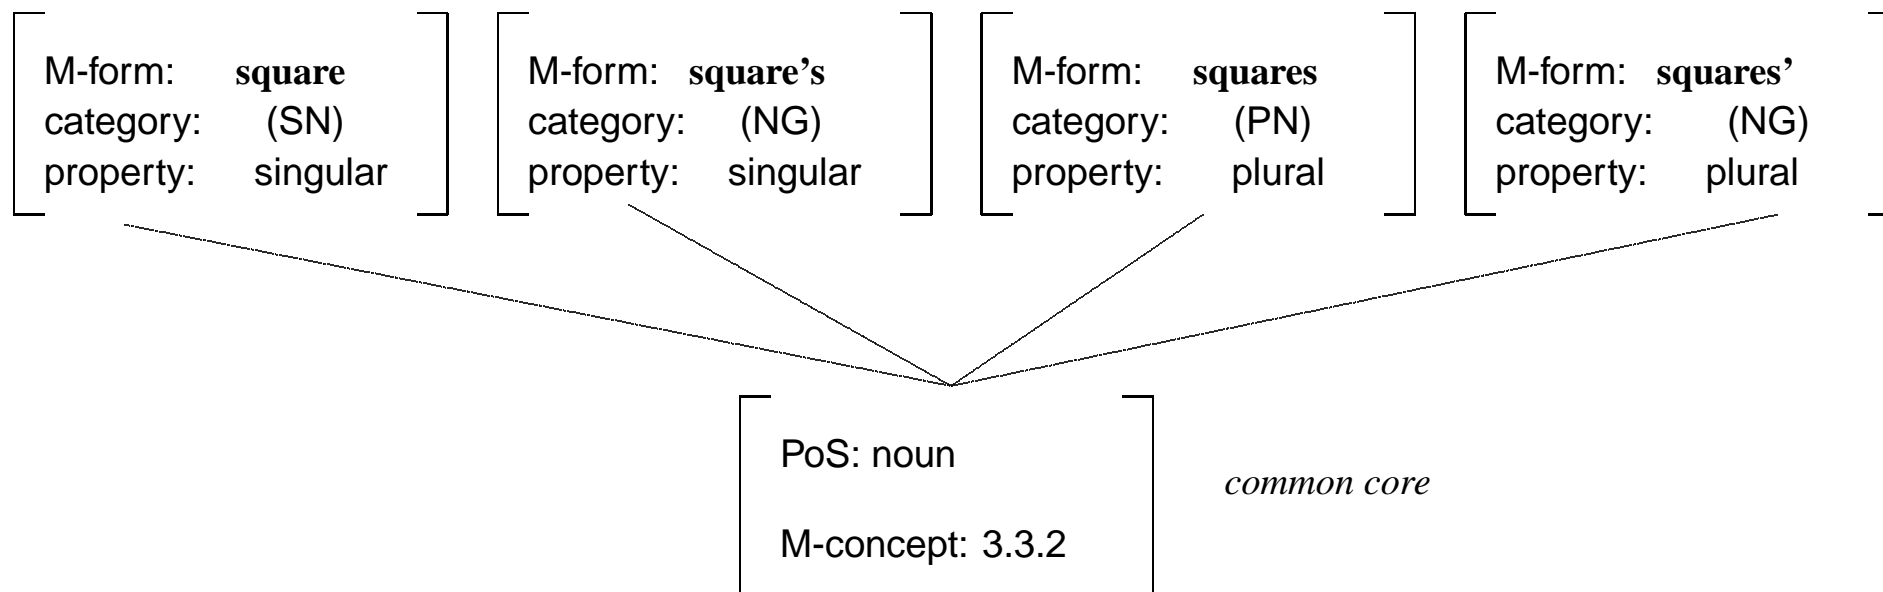 M-form: square
category: (SN)
property: singular
M-form: square's
category: (NG)
property: singular
M-form: squares
category: (PN)
property: plural
M-form: squares’
category: (NG)
property: plural
PoS: noun
M-concept: 3.3.2
common core